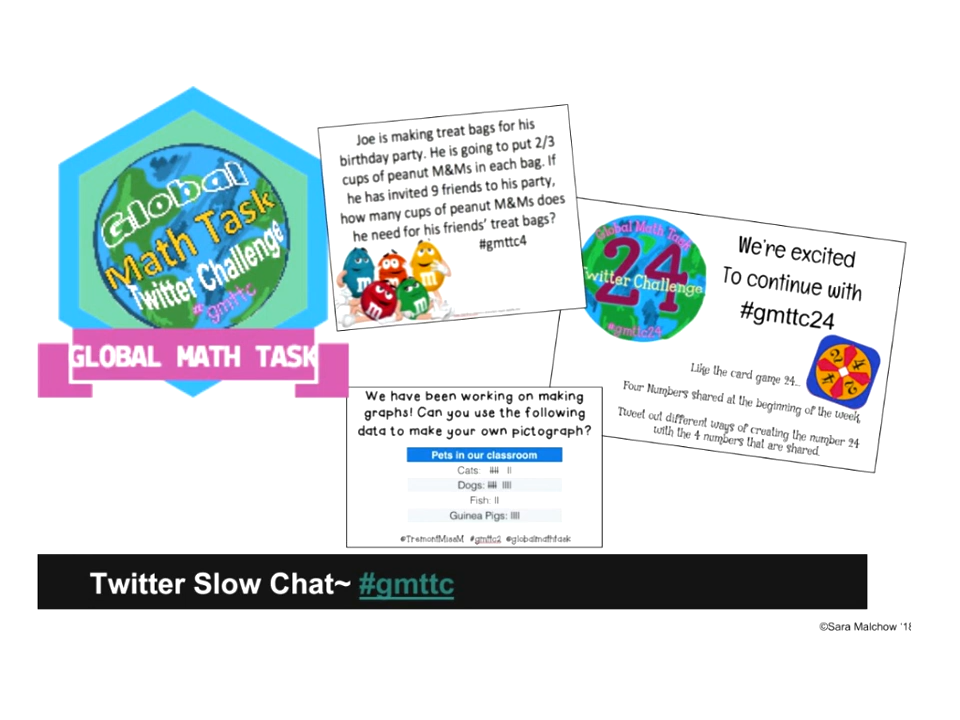 Global
Math Task
Twitter Challenge
#gmttc
GLOBAL MATH TASK
Joe is making treat bags for his
birthday party. He is going to put 2/3
cups of peanut M&Ms in each bag. If
he has invited 9 friends to his party,
how many cups of peanut M&Ms does
he need for his friends' treat bags?
#gmttc4
Global Math Task
24
Twitter Challenge
#gmttc24
We're excited
To continue with
#gmttc24
Like the card game 24...
Four Numbers shared at the beginning of the week,
Tweet out different ways of creating the number 24
with the 4 numbers that are shared.
We have been working on making
graphs! Can you use the following
data to make your own pictograph?
Pets in our classroom
Cats: 𝍸 ||
Dogs: 𝍸 ||||
Fish: ||
Guinea Pigs: ||||
@TremontMissM #gmttc2 @globalmathtask
Twitter Slow Chat~ #gmttc
©Sara Malchow '18